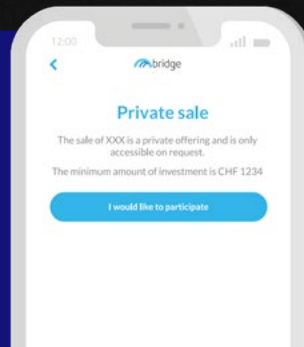 12:00
bridge
Private sale
The sale of XXX is a private offering and is only
accessible on request.
The minimum amount of investment is CHF 1234
I would like to participate